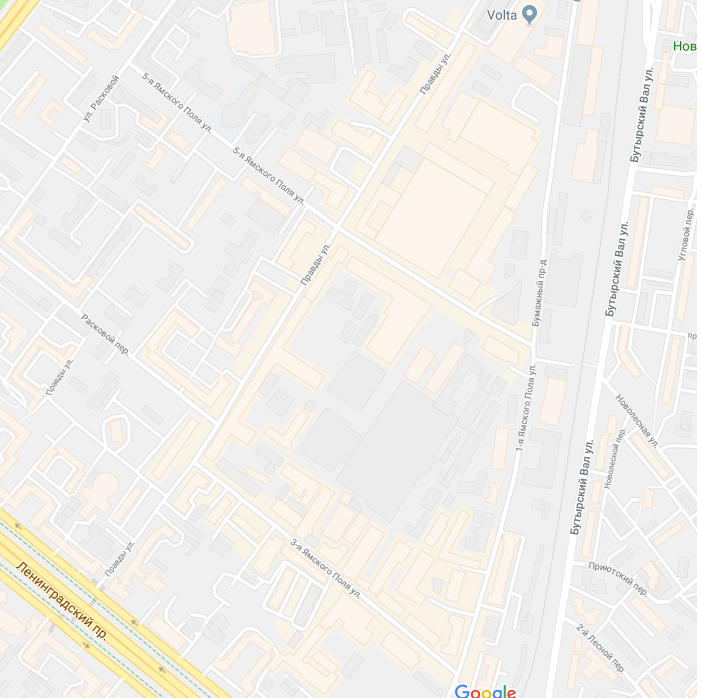 Volta
Нов
Правды ул.
ул. Расковой
5-я Ямского Поля ул.
Бутырский Вал ул.
5-я Ямского Поля ул.
Угловой пер.
Правды ул.
Бутырский Вал ул.
Бумажный пр-д
Расковой пер.
пр
Правды ул.
1-я Ямского Поля ул.
Новолесная ул.
Новолесной пер.
Бутырский Вал ул.
Правды ул.
3-я Ямского Поля ул.
Ленинградский пр.
Приютский пер.
2-й Лесной пер.
Google